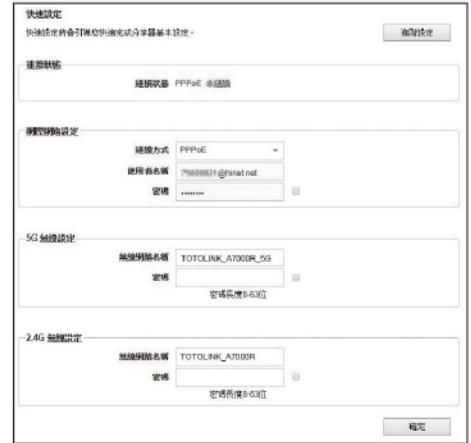 快速設定
快速設定將會引導您快速完成分享器基本設定。
進階設定
連接狀態
連接狀態 PPPoE 未連線
網際網路設定
連線方式 PPPoE
使用者名稱 @hinet.net
密碼 ........
5G 無線設定
無線網路名稱 TOTOLINK_A7000R_5G
密碼
密碼長度8-63位
2.4G 無線設定
無線網路名稱 TOTOLINK_A7000R
密碼
密碼長度8-63位
確定